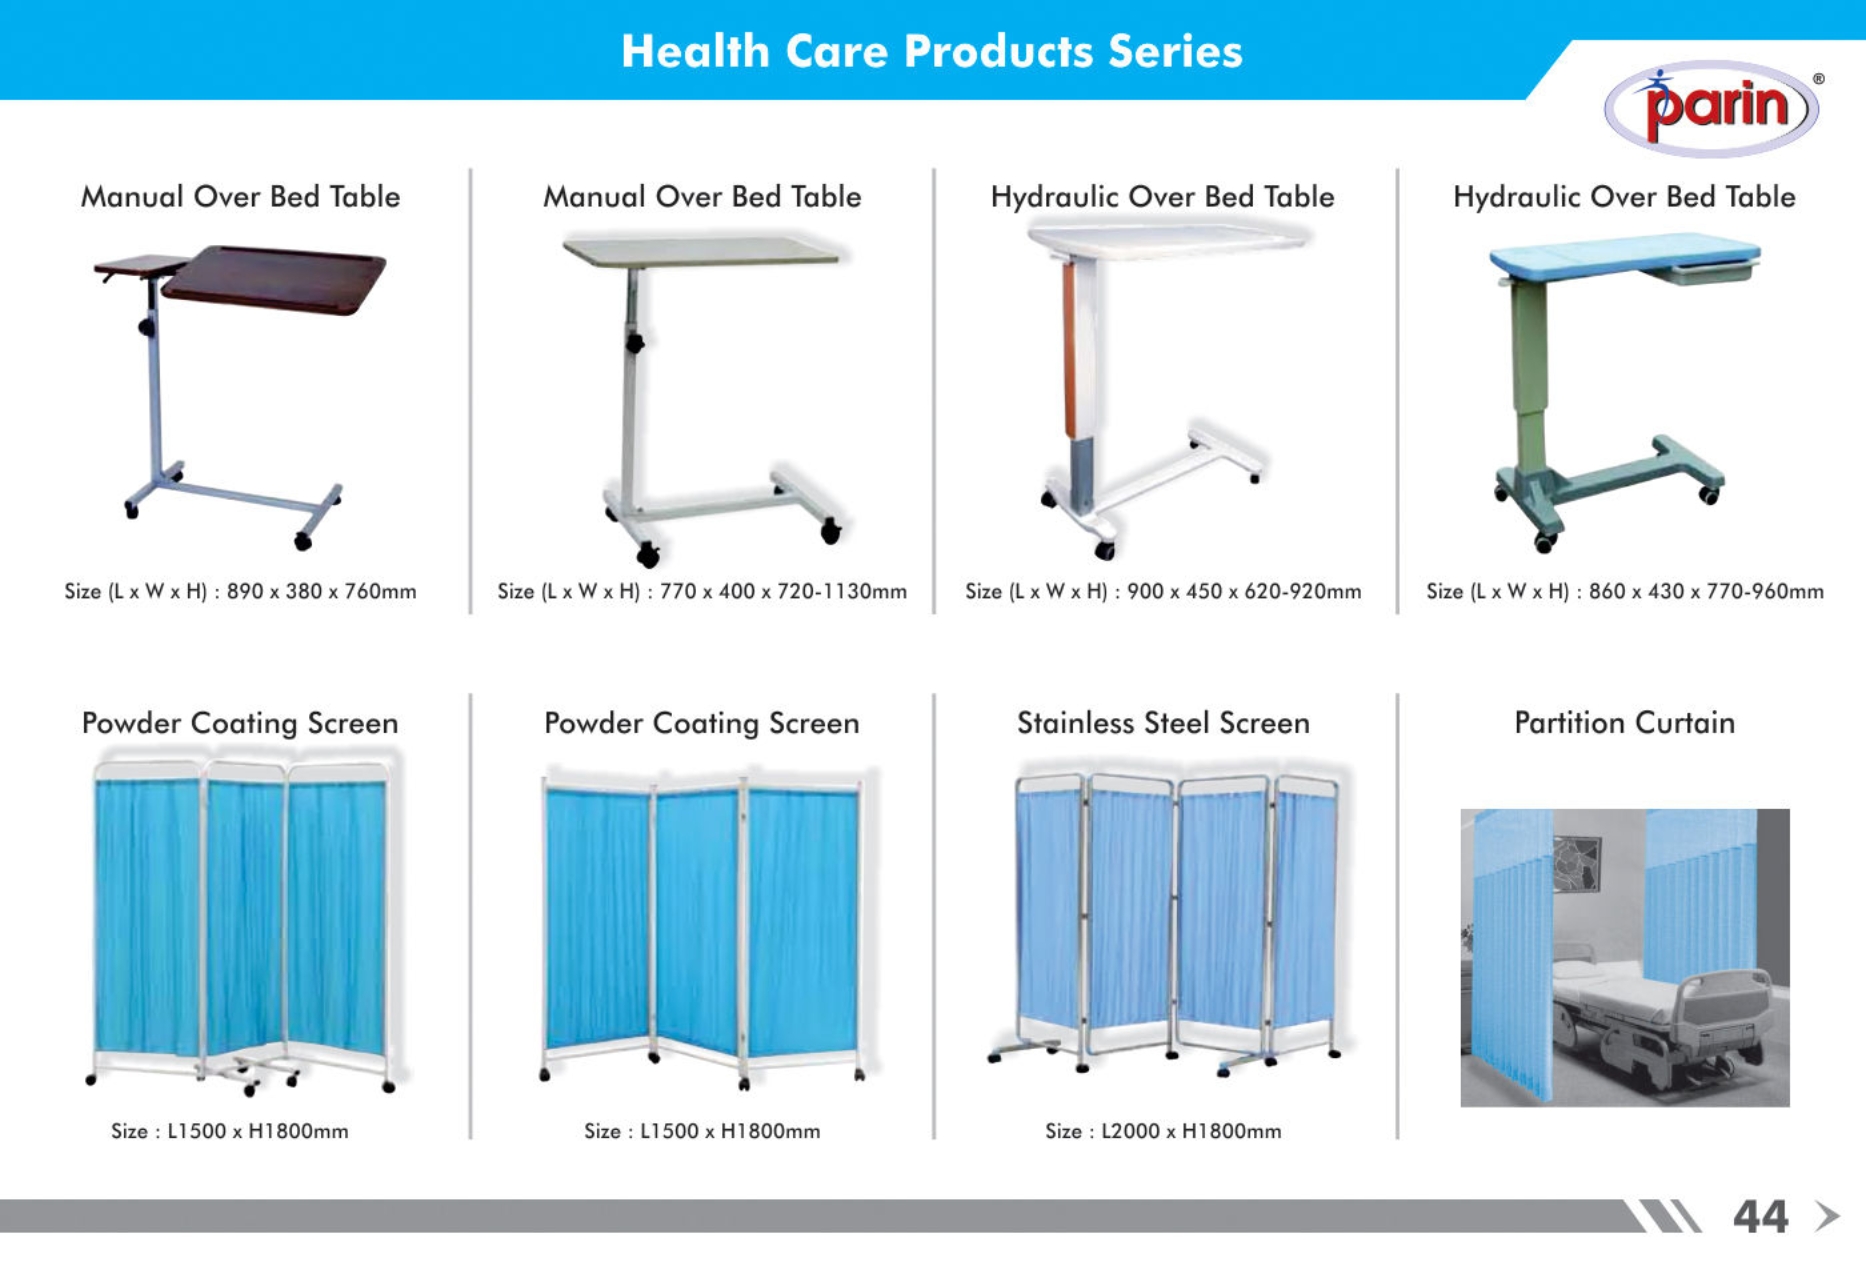 Health Care Products Series
parin®
Manual Over Bed Table
Size (L x W x H) : 890 x 380 x 760mm
Manual Over Bed Table
Size (L x W x H) : 770 x 400 x 720-1130mm
Hydraulic Over Bed Table
Size (L x W x H) : 900 x 450 x 620-920mm
Hydraulic Over Bed Table
Size (L x W x H) : 860 x 430 x 770-960mm
Powder Coating Screen
Size : L1500 x H1800mm
Powder Coating Screen
Size : L1500 x H1800mm
Stainless Steel Screen
Size : L2000 x H1800mm
Partition Curtain
44